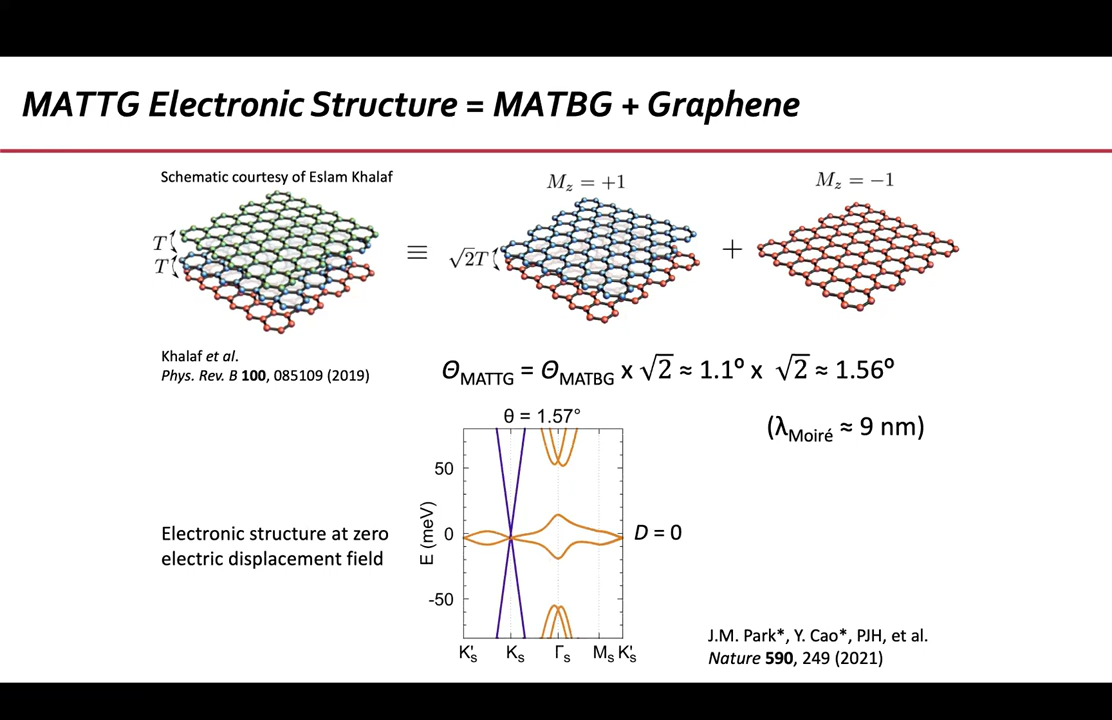 MATTG Electronic Structure = MATBG + Graphene
Schematic courtesy of Eslam Khalaf
M_z = +1
M_z = −1
T
T
≡
√2T
+
Khalaf et al.
Phys. Rev. B 100, 085109 (2019)
Θ_MATTG = Θ_MATBG x √2 ≈ 1.1º x √2 ≈ 1.56º
(λ_Moiré ≈ 9 nm)
θ = 1.57°
50
0
-50
E (meV)
D = 0
Electronic structure at zero
electric displacement field
K'_s K_s Γ_s M_s K'_s
J.M. Park*, Y. Cao*, PJH, et al.
Nature 590, 249 (2021)